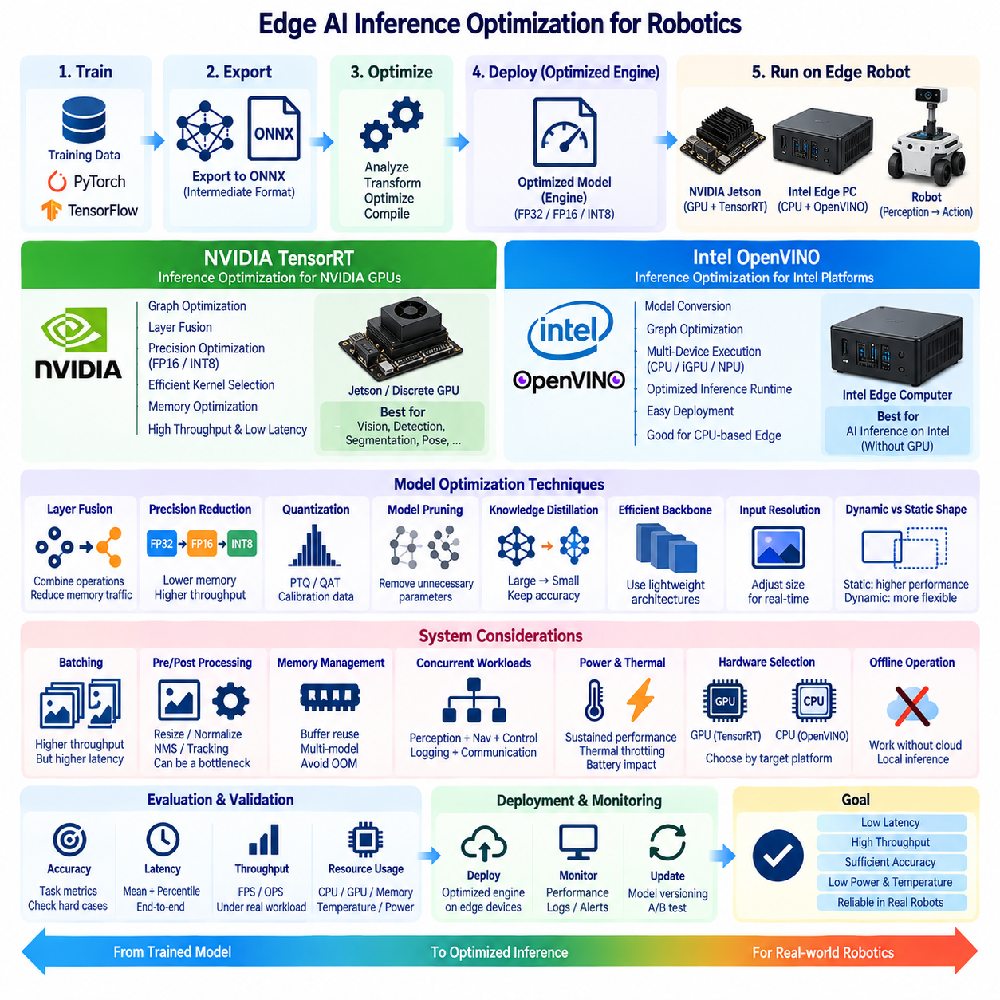 Edge AI Inference Optimization for Robotics
1. Train
Training Data
PyTorch
TensorFlow
2. Export
ONNX
Export to ONNX
(Intermediate Format)
3. Optimize
Analyze
Transform
Optimize
Compile
4. Deploy (Optimized Engine)
Optimized Model
(Engine)
(FP32 / FP16 / INT8)
5. Run on Edge Robot
NVIDIA Jetson
(GPU + TensorRT)
Intel Edge PC
(CPU + OpenVINO)
Robot
(Perception → Action)
NVIDIA TensorRT
Inference Optimization for NVIDIA GPUs
NVIDIA
Graph Optimization
Layer Fusion
Precision Optimization
(FP16 / INT8)
Efficient Kernel Selection
Memory Optimization
High Throughput & Low Latency
Jetson / Discrete GPU
Best for
Vision, Detection,
Segmentation, Pose, ...
Intel OpenVINO
Inference Optimization for Intel Platforms
intel
OpenVINO
Model Conversion
Graph Optimization
Multi-Device Execution
(CPU / iGPU / NPU)
Optimized Inference Runtime
Easy Deployment
Good for CPU-based Edge
Intel Edge Computer
Best for
AI Inference on Intel
(Without GPU)
Model Optimization Techniques
Layer Fusion
Combine operations
Reduce memory traffic
Precision Reduction
FP32
FP16
INT8
Lower memory
Higher throughput
Quantization
PTQ / QAT
Calibration data
Model Pruning
Remove unnecessary
parameters
Knowledge Distillation
Large → Small
Keep accuracy
Efficient Backbone
Use lightweight
architectures
Input Resolution
Adjust size
for real-time
Dynamic vs Static Shape
Static: higher performance
Dynamic: more flexible
System Considerations
Batching
Higher throughput
But higher latency
Pre/Post Processing
Resize / Normalize
NMS / Tracking
Can be a bottleneck
Memory Management
Buffer reuse
Multi-model
Avoid OOM
Concurrent Workloads
Perception + Nav + Control
Logging + Communication
Power & Thermal
Sustained performance
Thermal throttling
Battery impact
Hardware Selection
GPU
CPU
GPU (TensorRT)
CPU (OpenVINO)
Choose by target platform
Offline Operation
Work without cloud
Local inference
Evaluation & Validation
Accuracy
Task metrics
Check hard cases
Latency
Mean + Percentile
End-to-end
Throughput
FPS / OPS
Under real workload
Resource Usage
CPU / GPU / Memory
Temperature / Power
Deployment & Monitoring
Deploy
Optimized engine
on edge devices
Monitor
Performance
Logs / Alerts
Update
Model versioning
A/B test
Goal
Low Latency
High Throughput
Sufficient Accuracy
Low Power & Temperature
Reliable in Real Robots
From Trained Model
To Optimized Inference
For Real-world Robotics